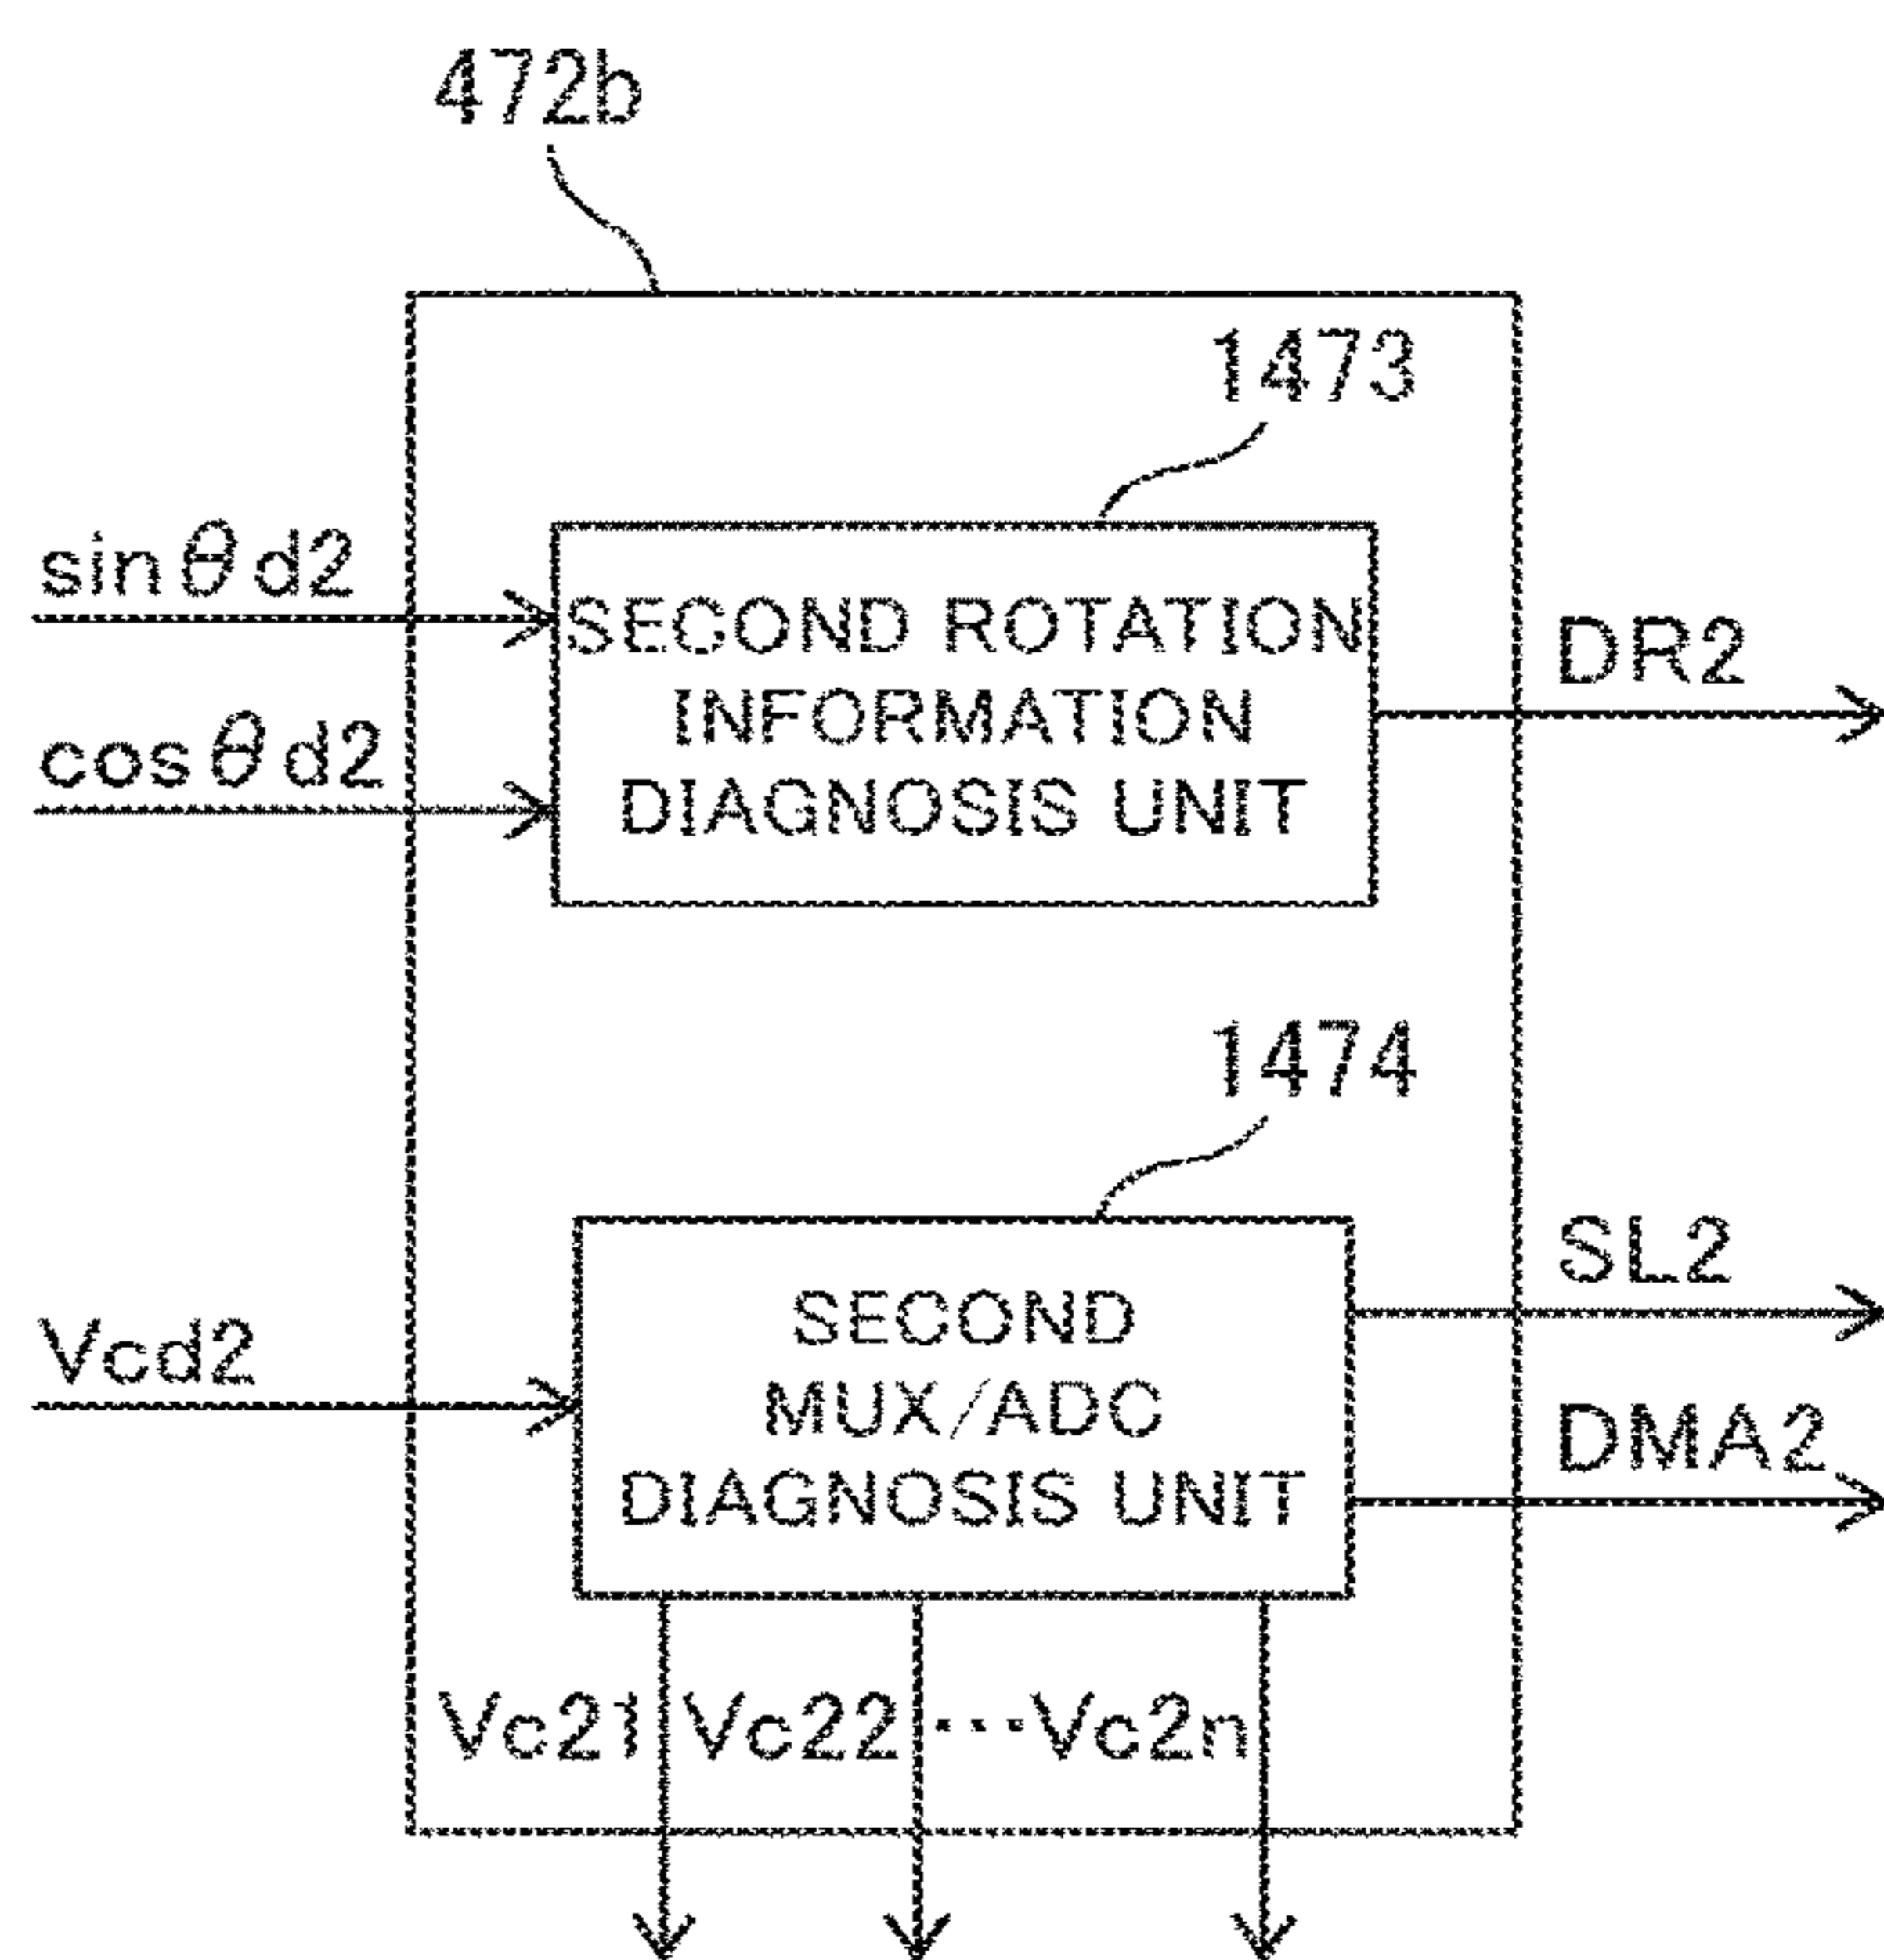 472b
1473
sinθd2
SECOND ROTATION
INFORMATION
DIAGNOSIS UNIT
DR2
cosθd2
1474
SECOND
MUX/ADC
DIAGNOSIS UNIT
SL2
Vcd2
DMA2
Vc21 Vc22 ···Vc2n